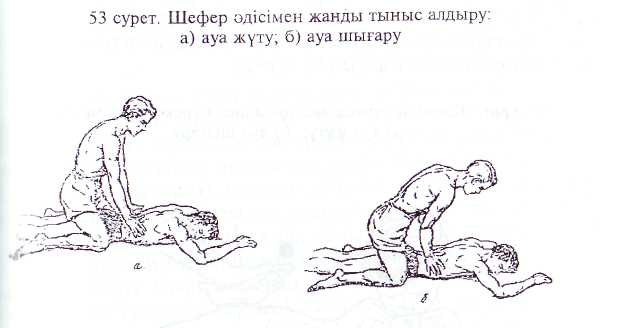 53 сурет. Шефер әдісімен жанды тыныс алдыру:
а) ауа жұту; б) ауа шығару
а
б